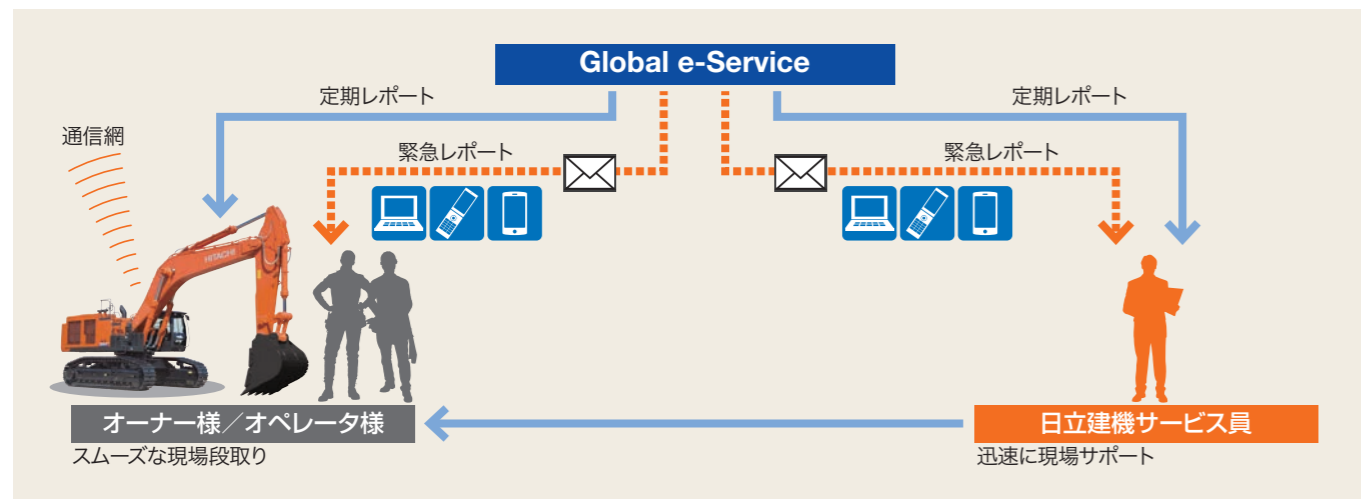 Global e-Service
定期レポート
定期レポート
通信網
緊急レポート
緊急レポート
HITACHI
オーナー様／オペレータ様
日立建機サービス員
スムーズな現場段取り
迅速に現場サポート